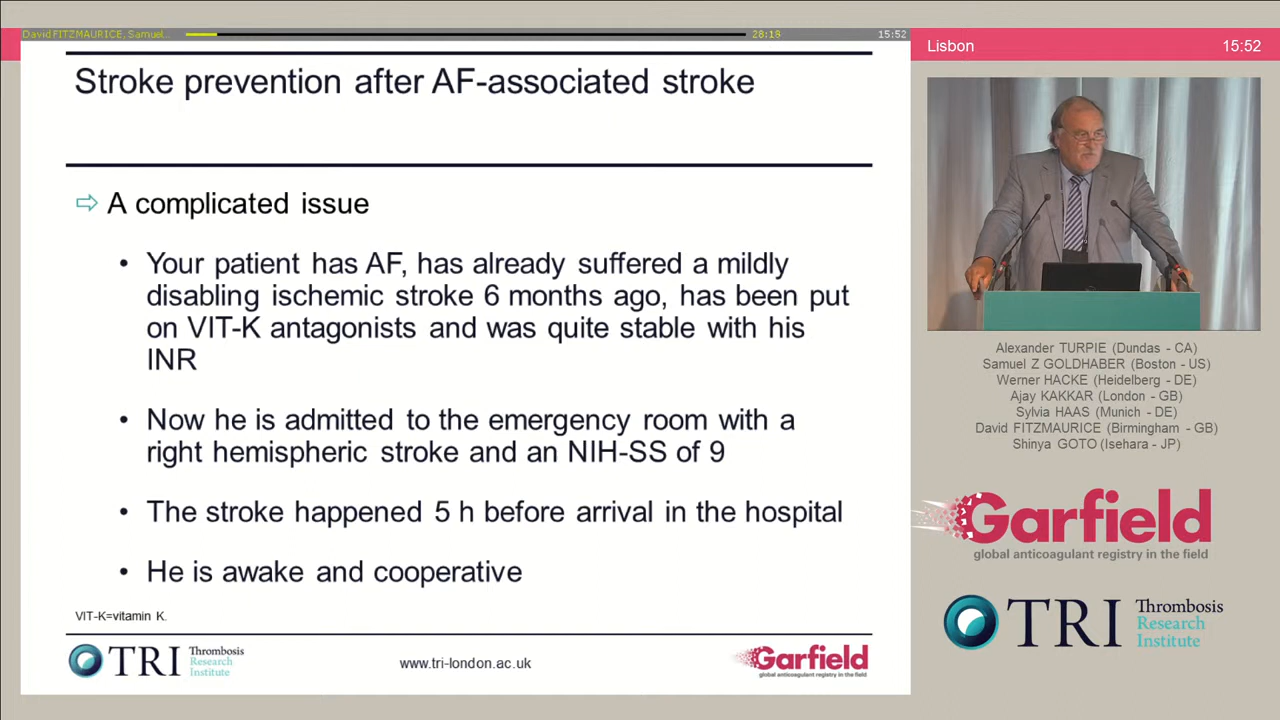 David FITZMAURICE, Samuel...
28:19
15:52
Lisbon
15:52
Stroke prevention after AF-associated stroke
⇨ A complicated issue
• Your patient has AF, has already suffered a mildly
disabling ischemic stroke 6 months ago, has been put
on VIT-K antagonists and was quite stable with his
INR
• Now he is admitted to the emergency room with a
right hemispheric stroke and an NIH-SS of 9
• The stroke happened 5 h before arrival in the hospital
• He is awake and cooperative
VIT-K=vitamin K.
TRI Thrombosis
Research
Institute
www.tri-london.ac.uk
Garfield
global anticoagulant registry in the field
Alexander TURPIE (Dundas - CA)
Samuel Z GOLDHABER (Boston - US)
Werner HACKE (Heidelberg - DE)
Ajay KAKKAR (London - GB)
Sylvia HAAS (Munich - DE)
David FITZMAURICE (Birmingham - GB)
Shinya GOTO (Isehara - JP)
Garfield
global anticoagulant registry in the field
TRI Thrombosis
Research
Institute